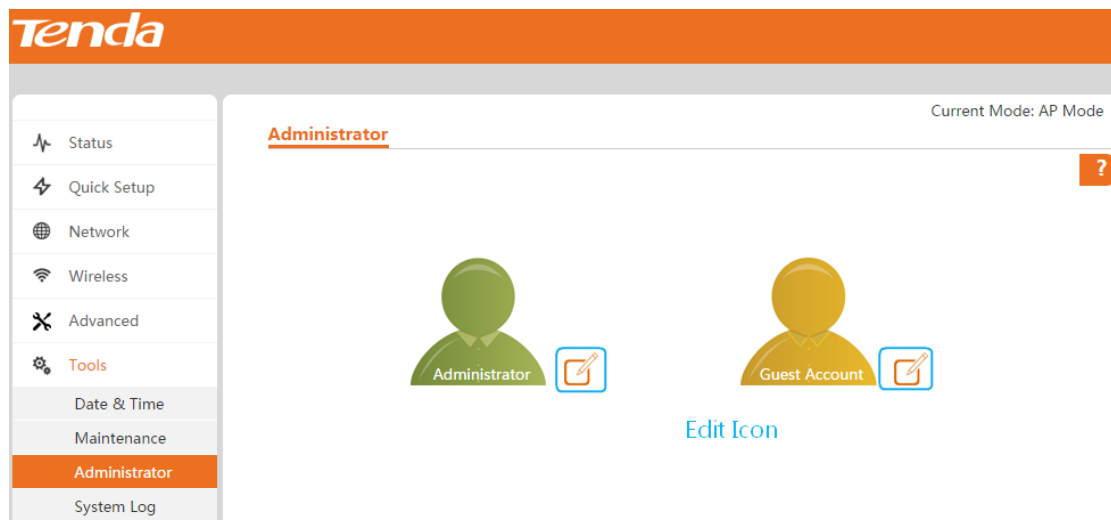 Tenda
Current Mode: AP Mode
Administrator
?
Status
Quick Setup
Network
Wireless
Advanced
Tools
Date & Time
Maintenance
Administrator
System Log
Administrator
Guest Account
Edit Icon